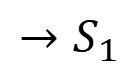 → S₁